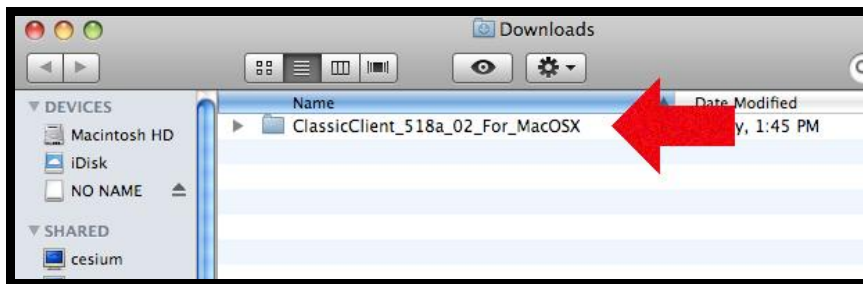 Downloads
DEVICES
Macintosh HD
iDisk
NO NAME
SHARED
cesium
Name
Date Modified
ClassicClient_518a_02_For_MacOSX
1:45 PM